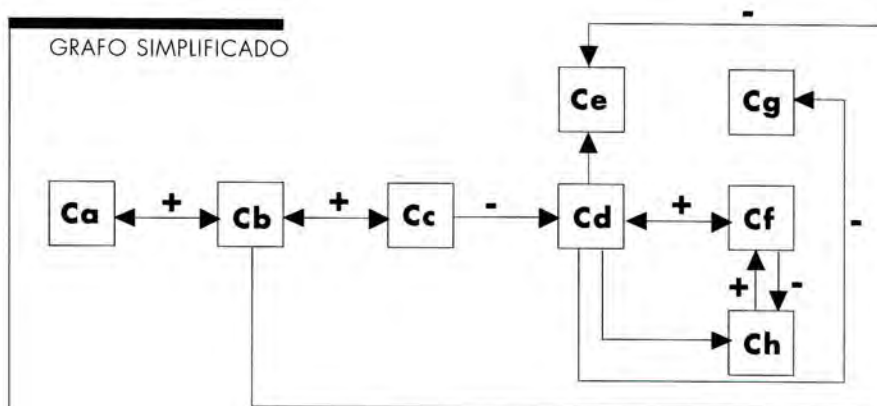 -
GRAFO SIMPLIFICADO
Ce
Cg
Ca
+
Cb
+
Cc
-
Cd
+
Cf
-
+
-
Ch